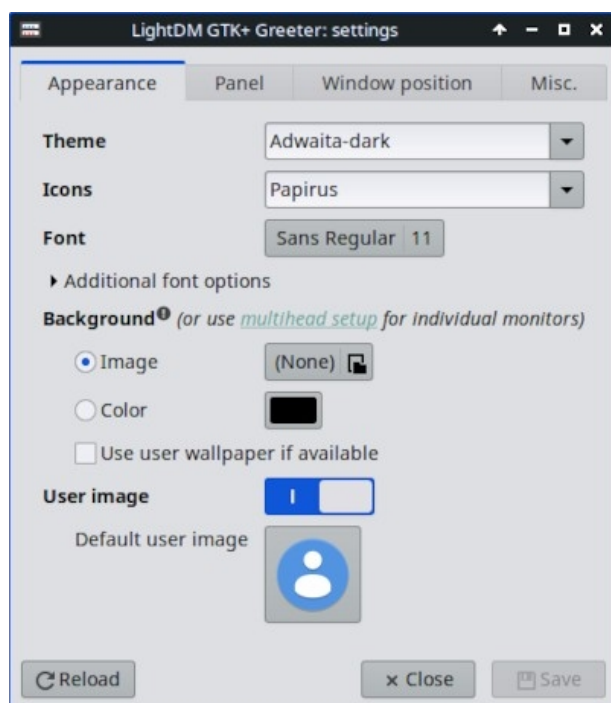 LightDM GTK+ Greeter: settings
Appearance Panel Window position Misc.
Theme Adwaita-dark
Icons Papirus
Font Sans Regular 11
Additional font options
Background (or use multihead setup for individual monitors)
Image (None)
Color
Use user wallpaper if available
User image
Default user image
Reload Close Save